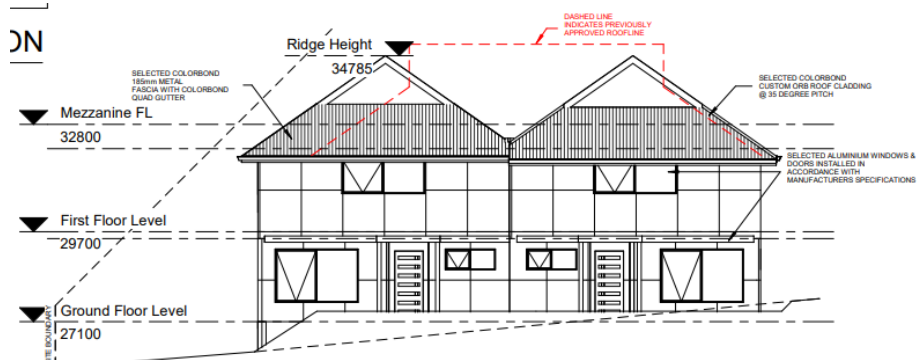 ON
DASHED LINE
INDICATES PREVIOUSLY
APPROVED ROOFLINE
Ridge Height
34785
SELECTED COLORBOND
185mm METAL
FASCIA WITH COLORBOND
QUAD GUTTER
SELECTED COLORBOND
CUSTOM ORB ROOF CLADDING
@ 35 DEGREE PITCH
Mezzanine FL
32800
SELECTED ALUMINIUM WINDOWS &
DOORS INSTALLED IN
ACCORDANCE WITH
MANUFACTURERS SPECIFICATIONS
First Floor Level
29700
Ground Floor Level
27100
BOUNDARY